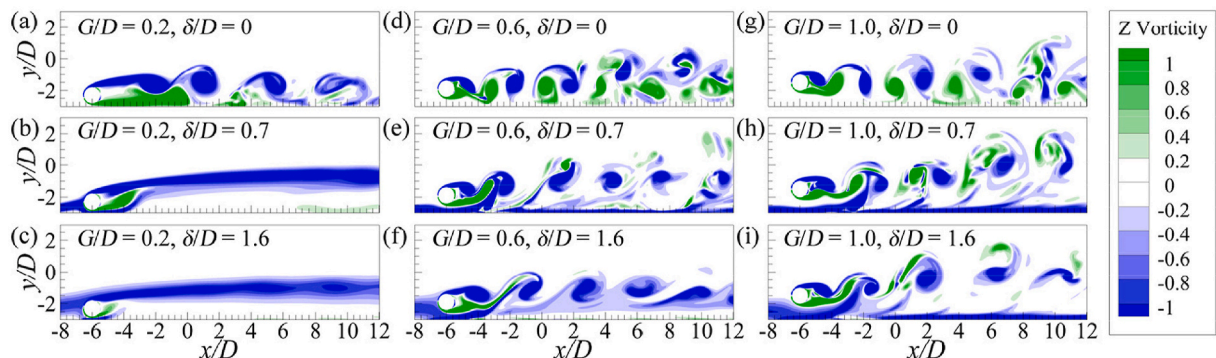 (a) G/D = 0.2, δ/D = 0
(d) G/D = 0.6, δ/D = 0
(g) G/D = 1.0, δ/D = 0
Z Vorticity
y/D
2
0
-2
1
0.8
0.6
0.4
0.2
0
-0.2
-0.4
-0.6
-0.8
-1
(b) G/D = 0.2, δ/D = 0.7
(e) G/D = 0.6, δ/D = 0.7
(h) G/D = 1.0, δ/D = 0.7
y/D
2
0
-2
(c) G/D = 0.2, δ/D = 1.6
(f) G/D = 0.6, δ/D = 1.6
(i) G/D = 1.0, δ/D = 1.6
y/D
2
0
-2
-8 -6 -4 -2 0 2 4 6 8 10 12
-8 -6 -4 -2 0 2 4 6 8 10 12
-8 -6 -4 -2 0 2 4 6 8 10 12
x/D
x/D
x/D